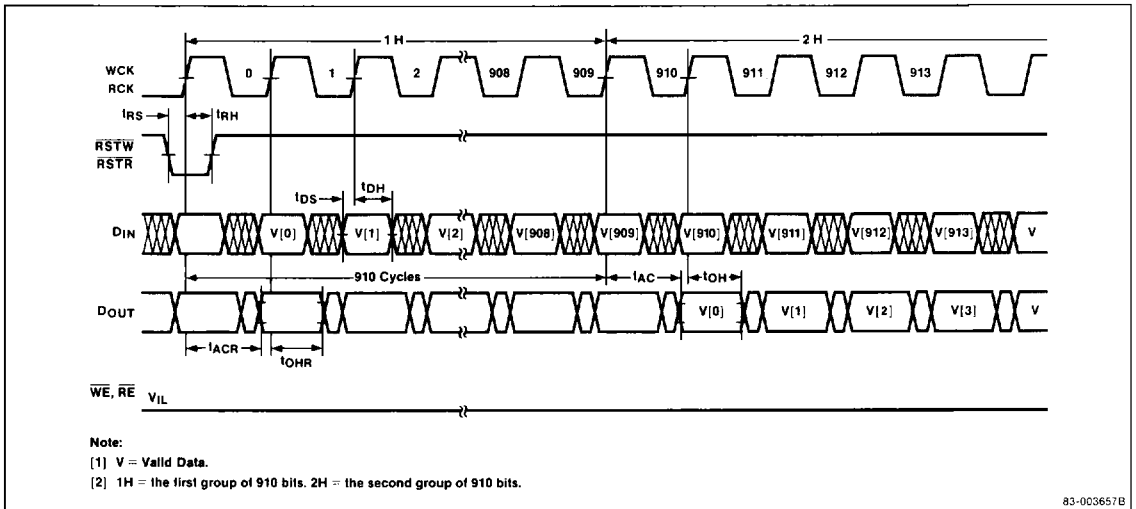 1 H 2 H
WCK
RCK
0 1 2 908 909 910 911 912 913
tRS tRH
RSTW
RSTR
tDS tDH
DIN V[0] V[1] V[2] V[908] V[909] V[910] V[911] V[912] V[913] V
910 Cycles tAC tOH
DOUT V[0] V[1] V[2] V[3] V
tACR tOHR
WE, RE VIL
Note:
[1] V = Valid Data.
[2] 1H = the first group of 910 bits. 2H = the second group of 910 bits.
83-003657B